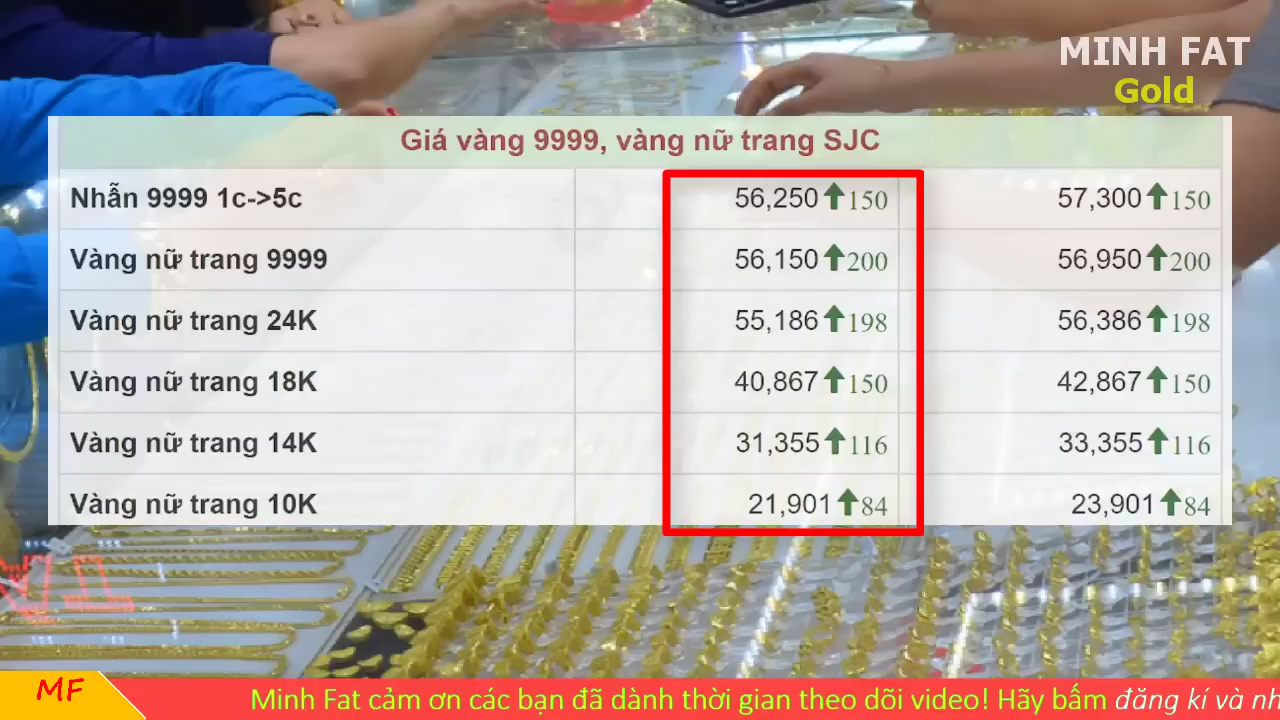 MINH FAT
Gold
Giá vàng 9999, vàng nữ trang SJC
Nhẫn 9999 1c->5c 56,250 150 57,300 150
Vàng nữ trang 9999 56,150 200 56,950 200
Vàng nữ trang 24K 55,186 198 56,386 198
Vàng nữ trang 18K 40,867 150 42,867 150
Vàng nữ trang 14K 31,355 116 33,355 116
Vàng nữ trang 10K 21,901 84 23,901 84
MF Minh Fat cảm ơn các bạn đã dành thời gian theo dõi video! Hãy bấm đăng kí và nh